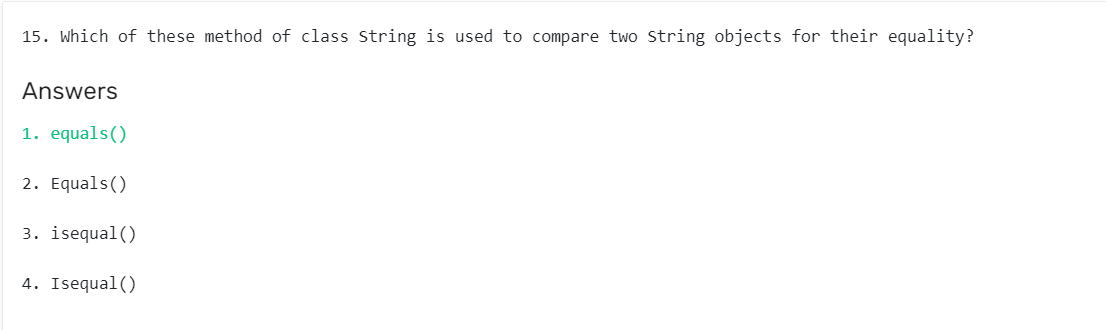 15. Which of these method of class String is used to compare two String objects for their equality?
Answers
1. equals()
2. Equals()
3. isequal()
4. Isequal()